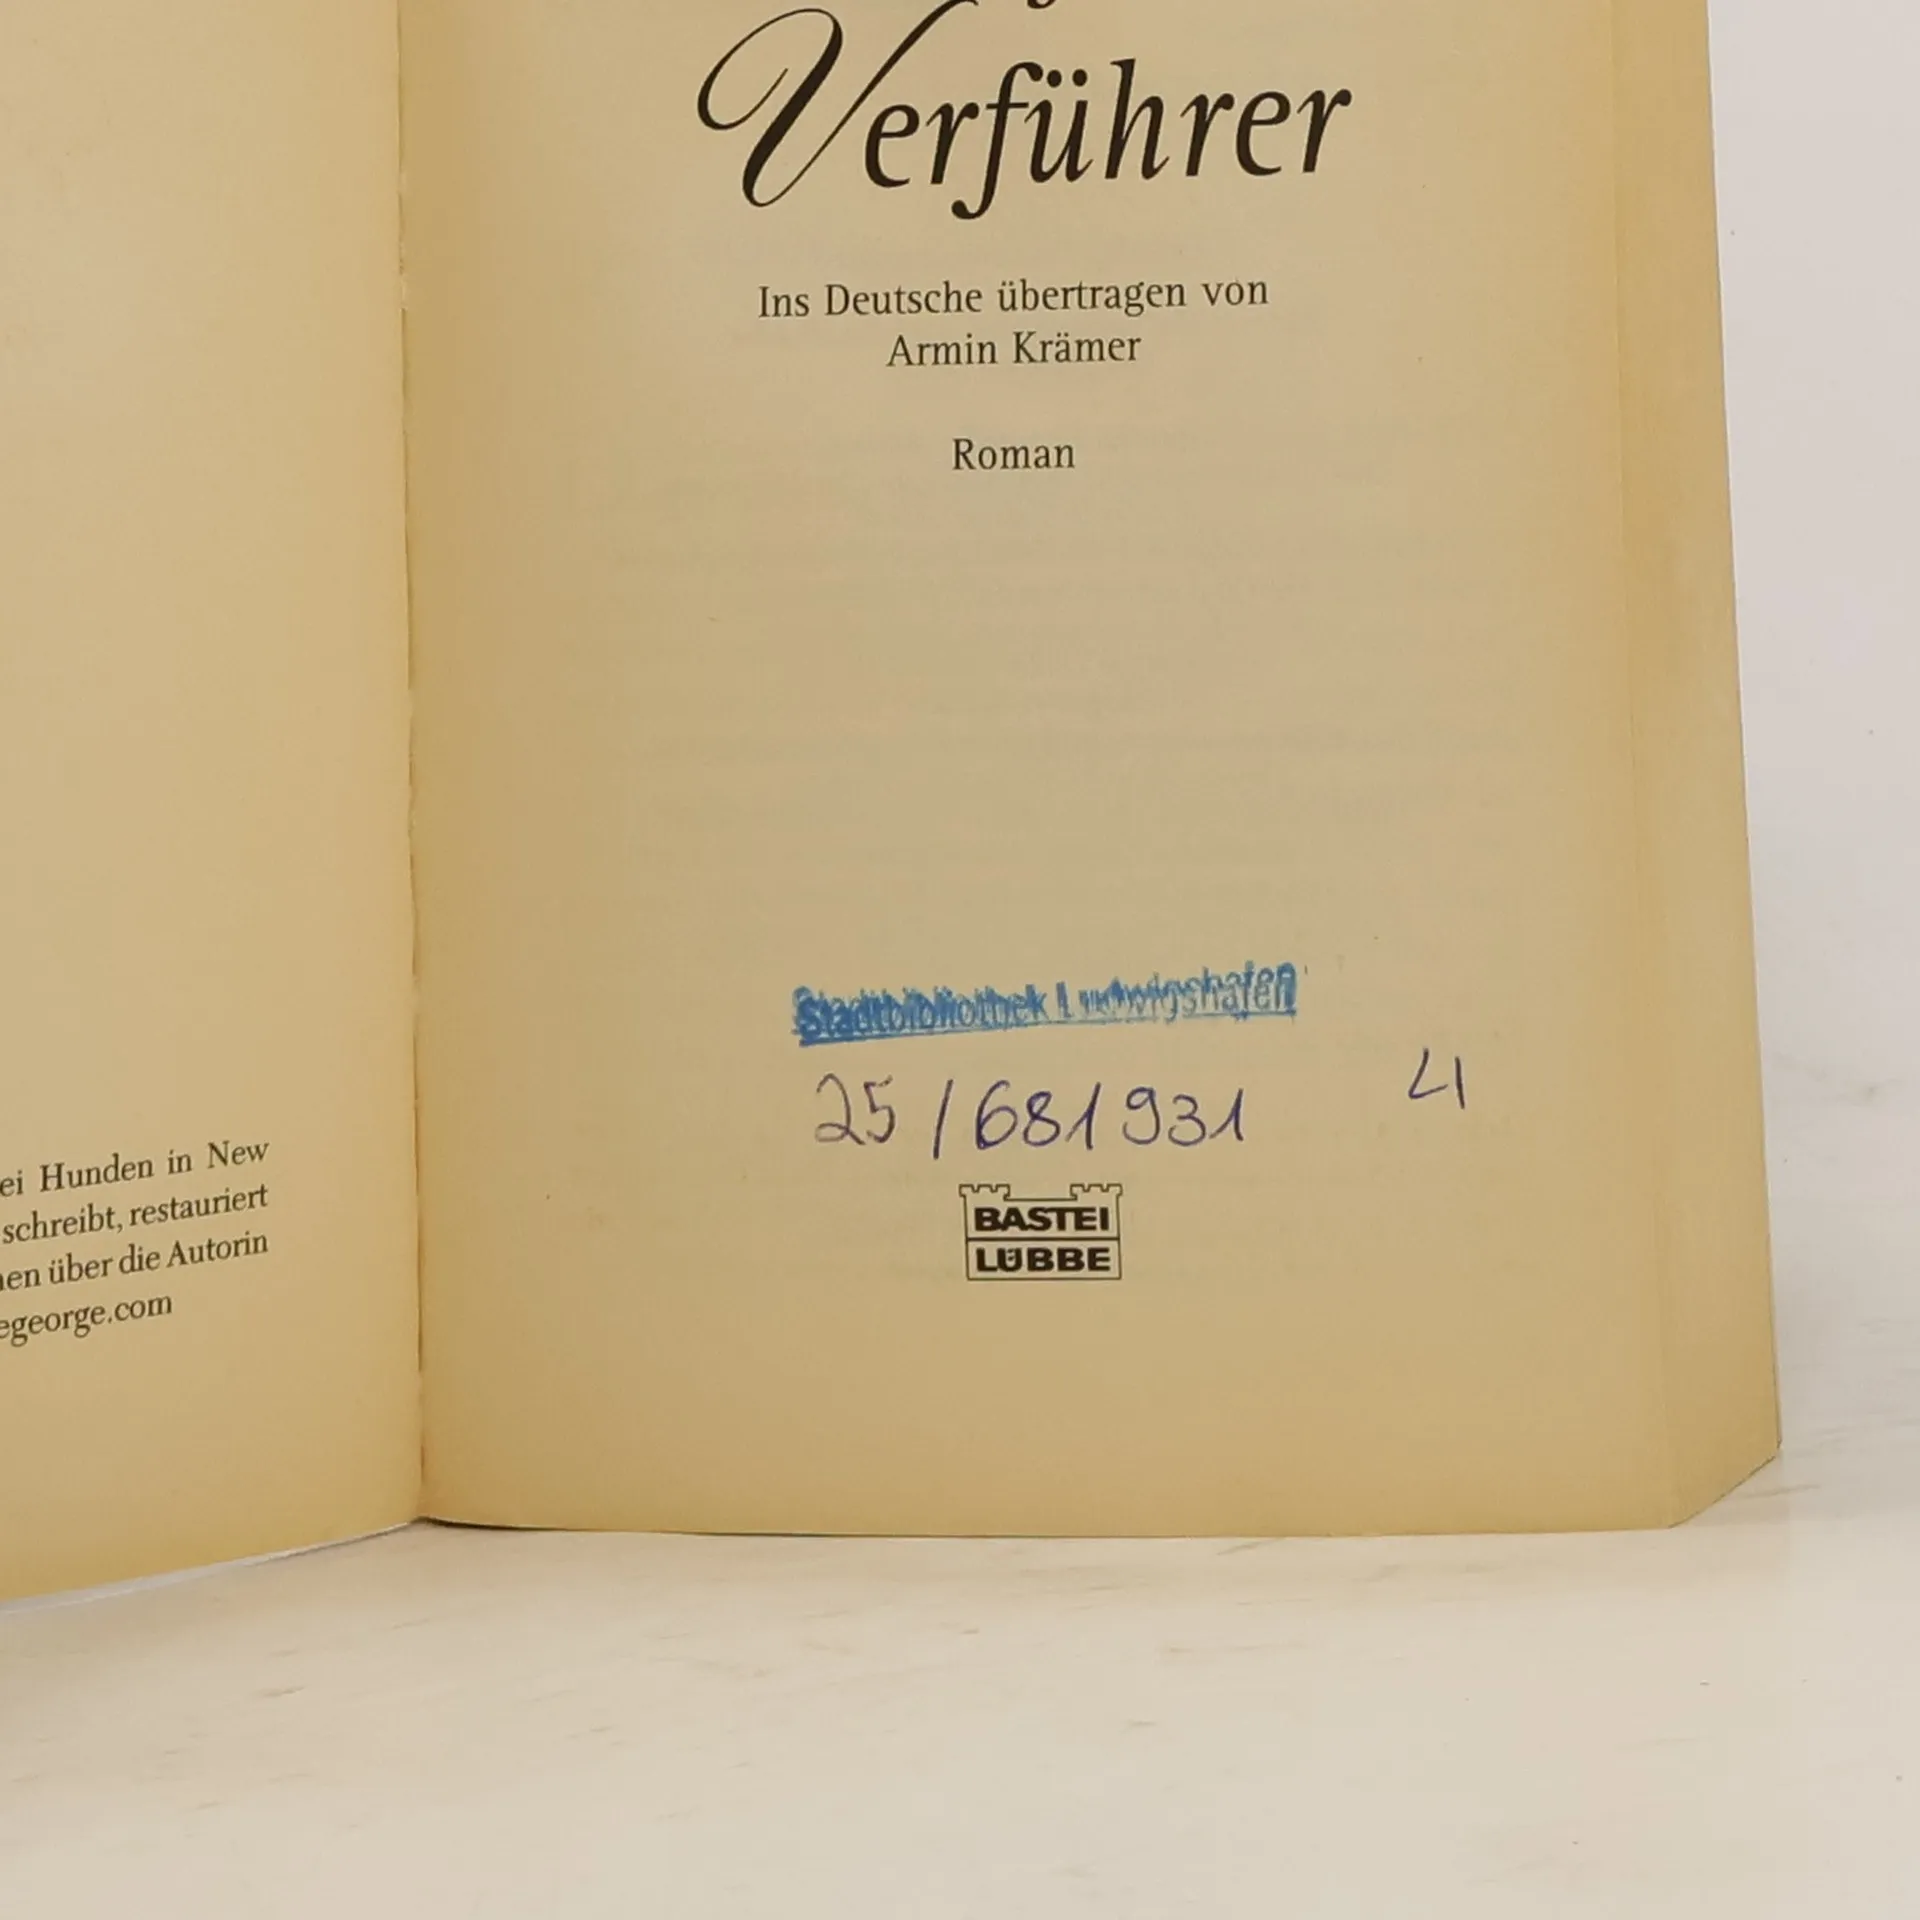 ei Hunden in New
schreibt, restauriert
en über die Autorin
egeorge.com
Verführer
Ins Deutsche übertragen von
Armin Krämer
Roman
Stadtbibliothek Ludwigshafen
25/681931 4
BASTEI
LÜBBE